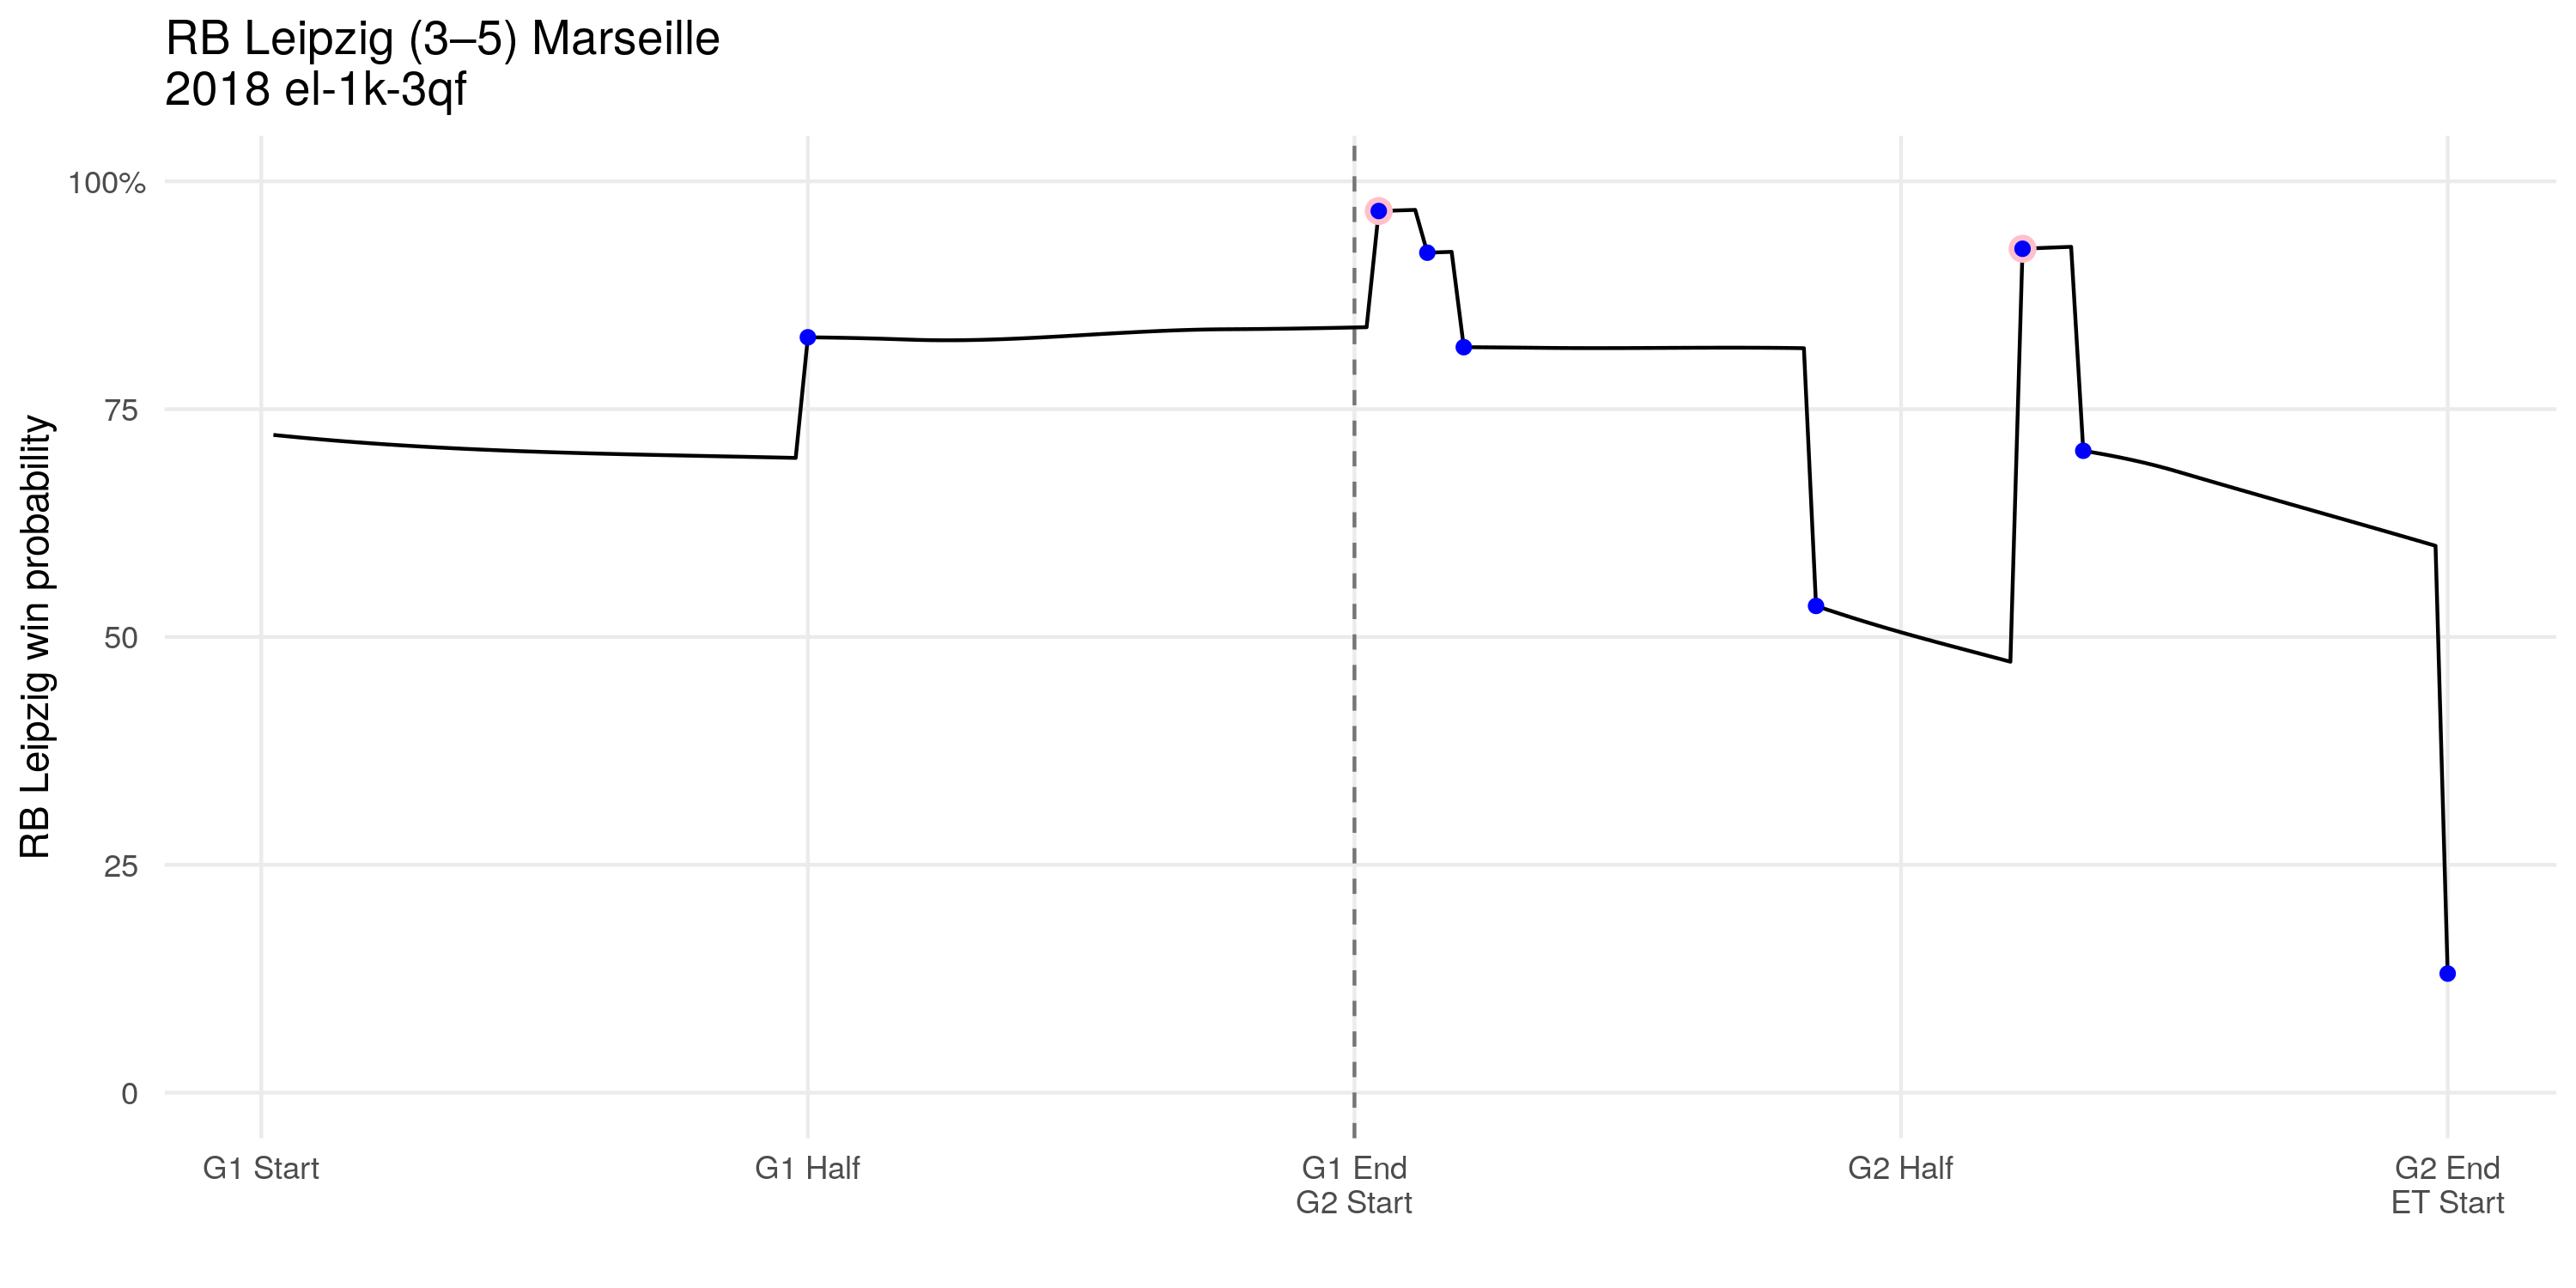 RB Leipzig (3–5) Marseille
2018 el-1k-3qf
RB Leipzig win probability
100%
75
50
25
0
G1 Start
G1 Half
G1 End
G2 Start
G2 Half
G2 End
ET Start